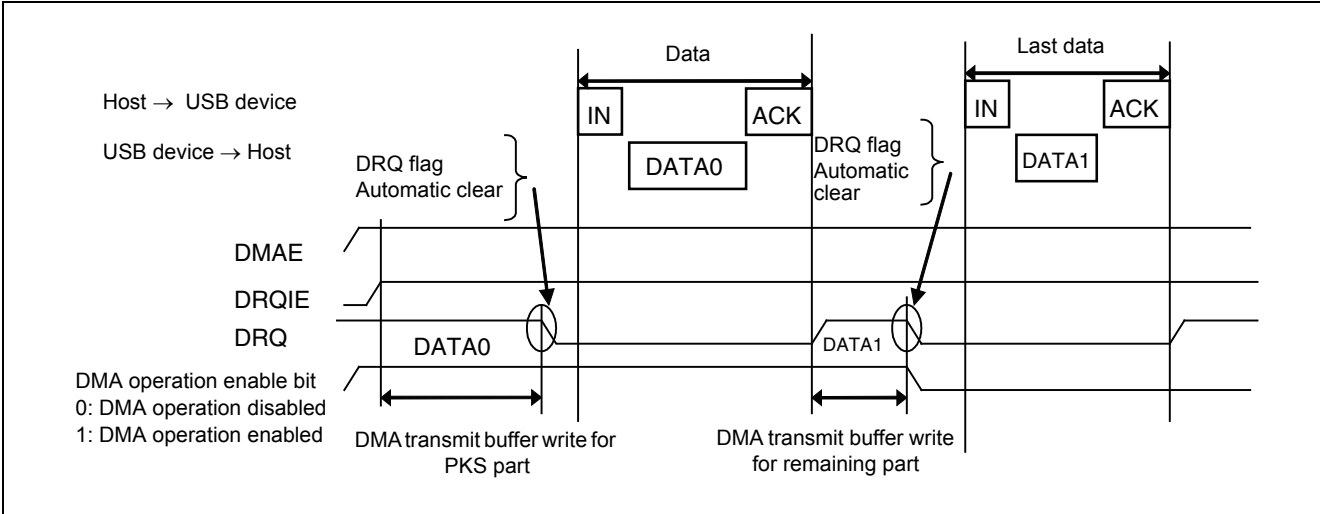 Data
Last data
Host → USB device
IN
ACK
IN
ACK
USB device → Host
DRQ flag
Automatic clear
DATA0
DRQ flag
Automatic
clear
DATA1
DMAE
DRQIE
DRQ
DATA0
DATA1
DMA operation enable bit
0: DMA operation disabled
1: DMA operation enabled
DMA transmit buffer write for
PKS part
DMA transmit buffer write
for remaining part